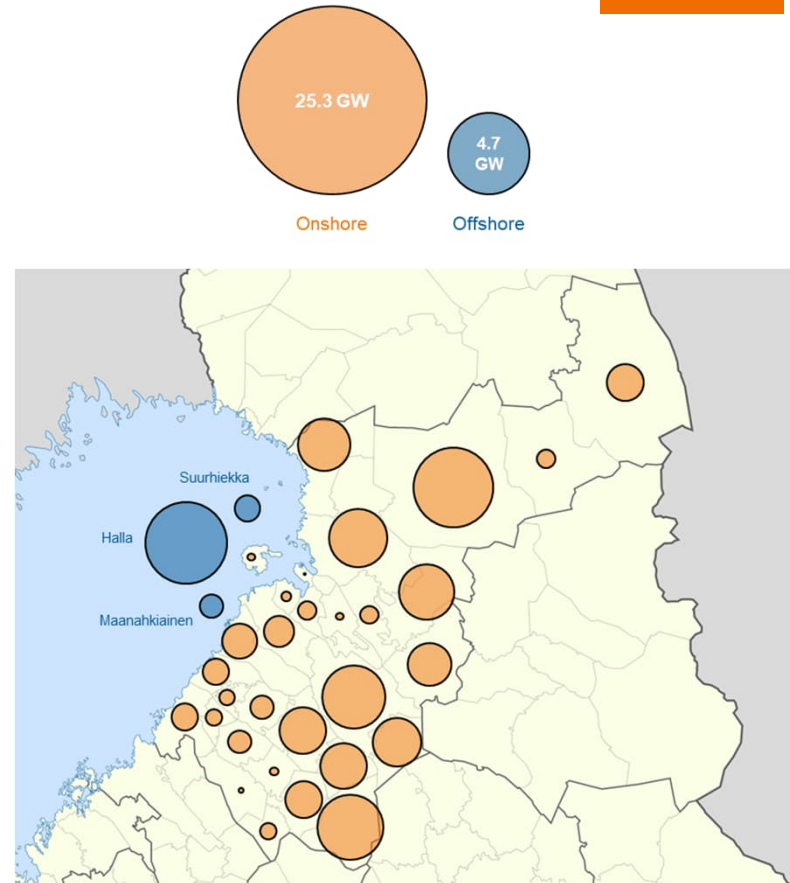 25.3 GW
4.7
GW
Onshore
Offshore
Suurhiekka
Halla
Maanahkiainen